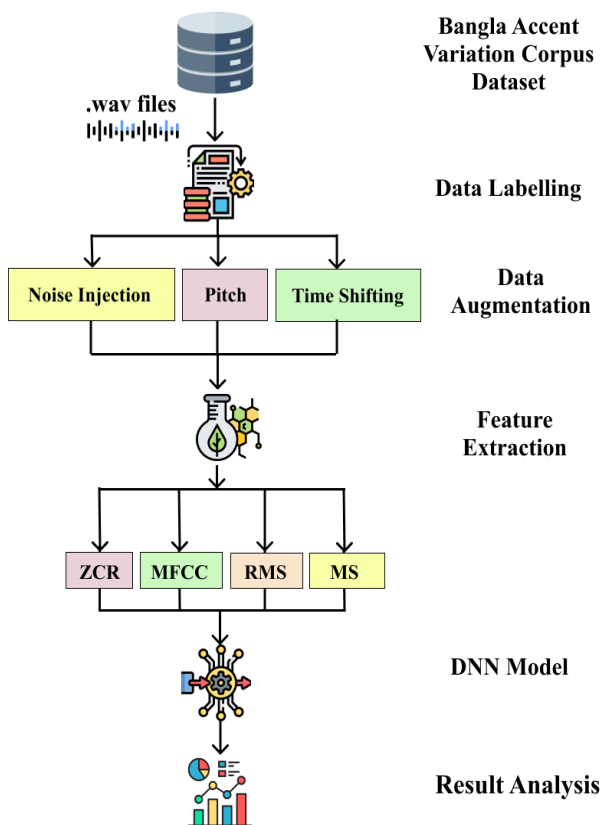 Bangla Accent
Variation Corpus
Dataset
.wav files
Data Labelling
Noise Injection
Pitch
Time Shifting
Data
Augmentation
Feature
Extraction
ZCR
MFCC
RMS
MS
DNN Model
Result Analysis